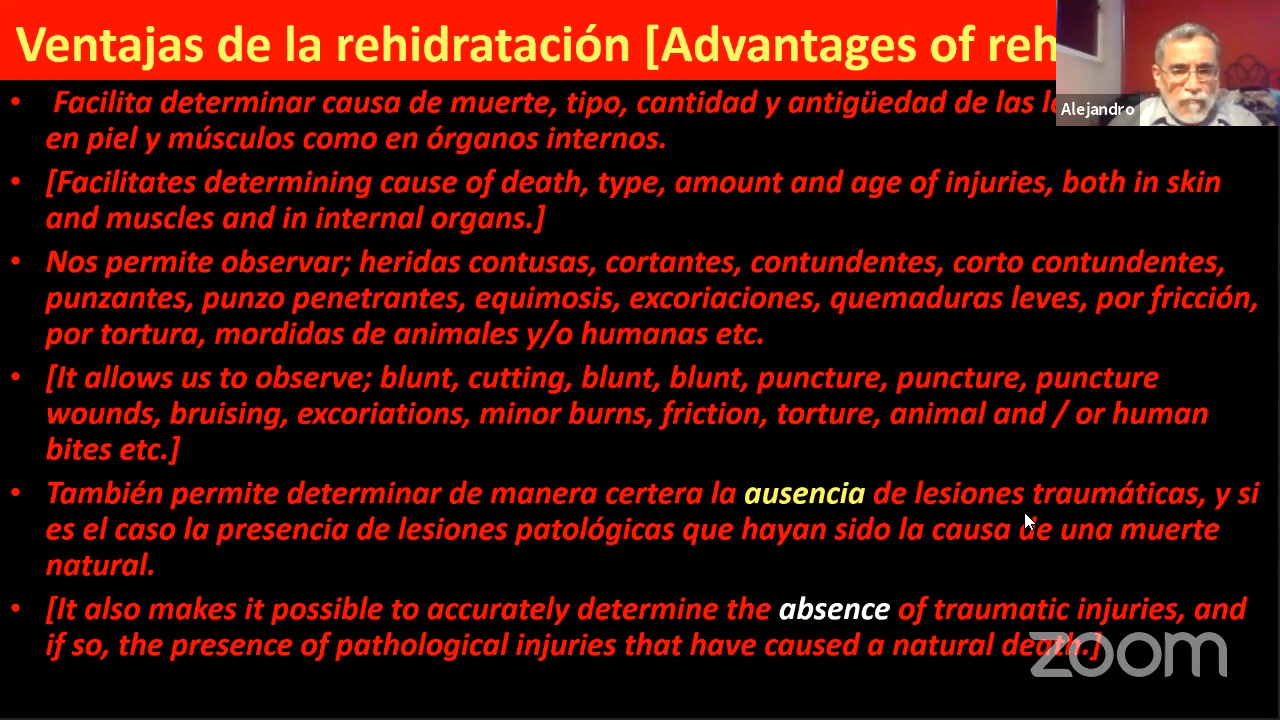 Ventajas de la rehidratación [Advantages of reh
Alejandro
• Facilita determinar causa de muerte, tipo, cantidad y antigüedad de las
en piel y músculos como en órganos internos.
• [Facilitates determining cause of death, type, amount and age of injuries, both in skin
and muscles and in internal organs.]
• Nos permite observar; heridas contusas, cortantes, contundentes, corto contundentes,
punzantes, punzo penetrantes, equimosis, excoriaciones, quemaduras leves, por fricción,
por tortura, mordidas de animales y/o humanas etc.
• [It allows us to observe; blunt, cutting, blunt, blunt, puncture, puncture, puncture
wounds, bruising, excoriations, minor burns, friction, torture, animal and / or human
bites etc.]
• También permite determinar de manera certera la ausencia de lesiones traumáticas, y si
es el caso la presencia de lesiones patológicas que hayan sido la causa de una muerte
natural.
• [It also makes it possible to accurately determine the absence of traumatic injuries, and
if so, the presence of pathological injuries that have caused a natural death.]
zoom